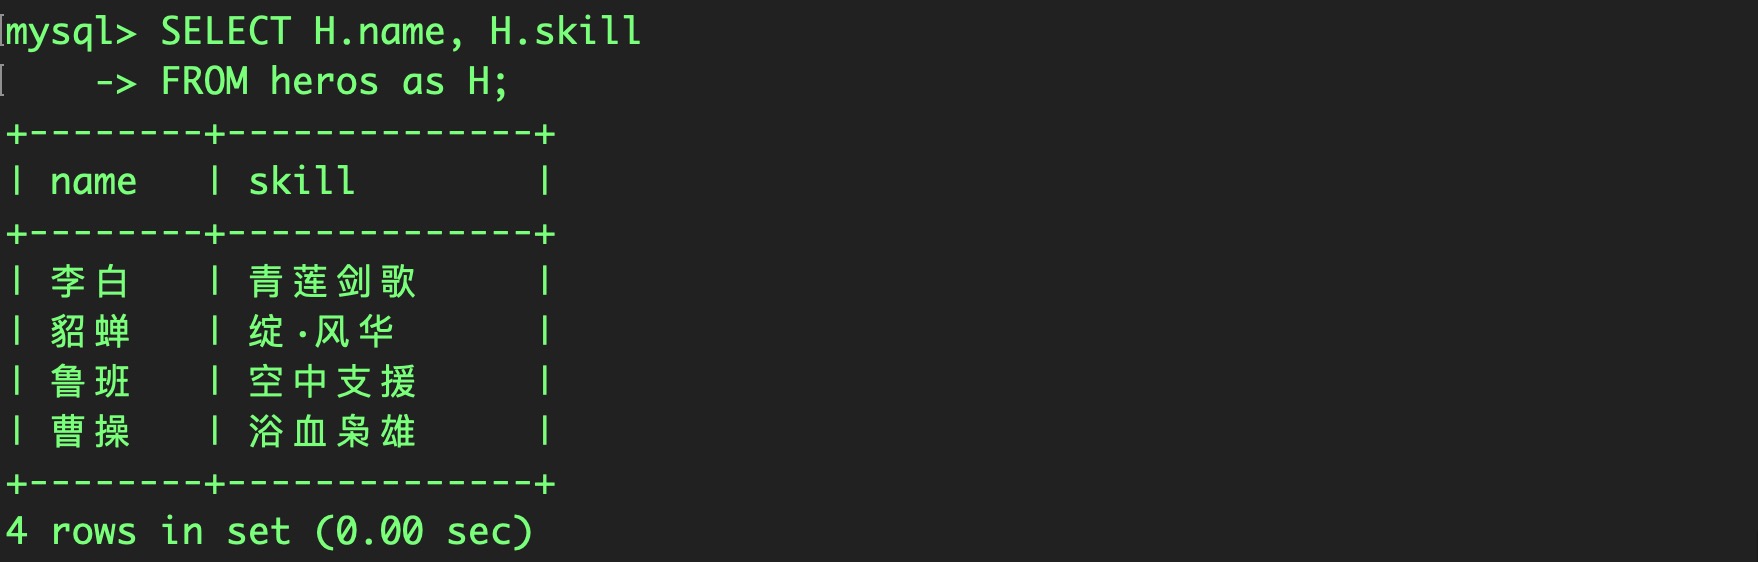 mysql> SELECT H.name, H.skill
    -> FROM heros as H;
+--------+--------------+
| name   | skill        |
+--------+--------------+
| 李白   | 青莲剑歌     |
| 貂蝉   | 绽·风华      |
| 鲁班   | 空中支援     |
| 曹操   | 浴血枭雄     |
+--------+--------------+
4 rows in set (0.00 sec)